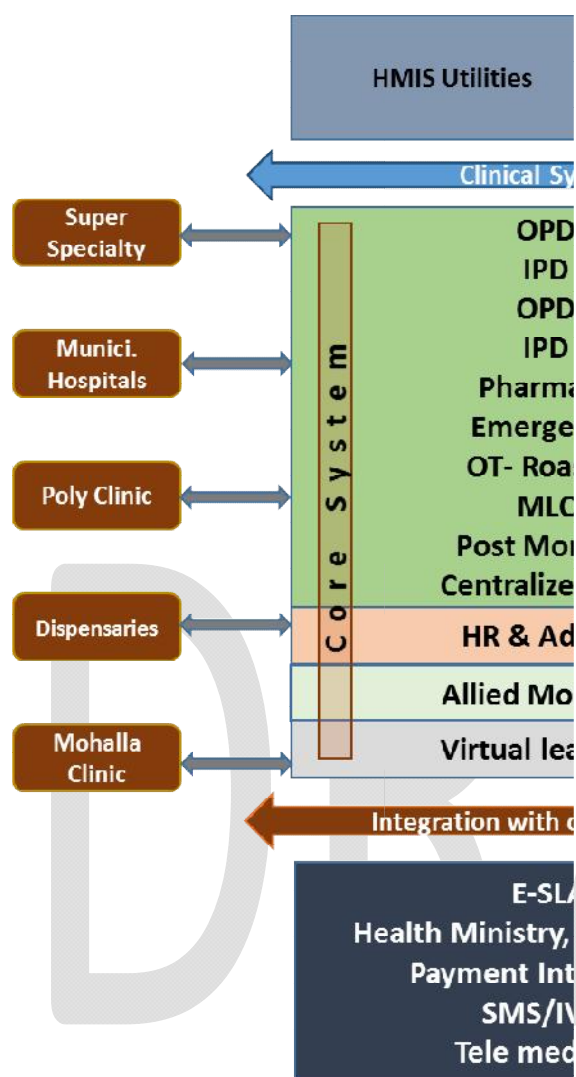 HMIS Utilities
Clinical Sy
Super
Specialty
Munici.
Hospitals
Poly Clinic
Dispensaries
Mohalla
Clinic
Core System
OPD
IPD
OPD
IPD
Pharma
Emerge
OT- Roa
MLC
Post Mor
Centralize
HR & Ad
Allied Mo
Virtual lea
Integration with
E-SLA
Health Ministry,
Payment Int
SMS/IV
Tele med
D